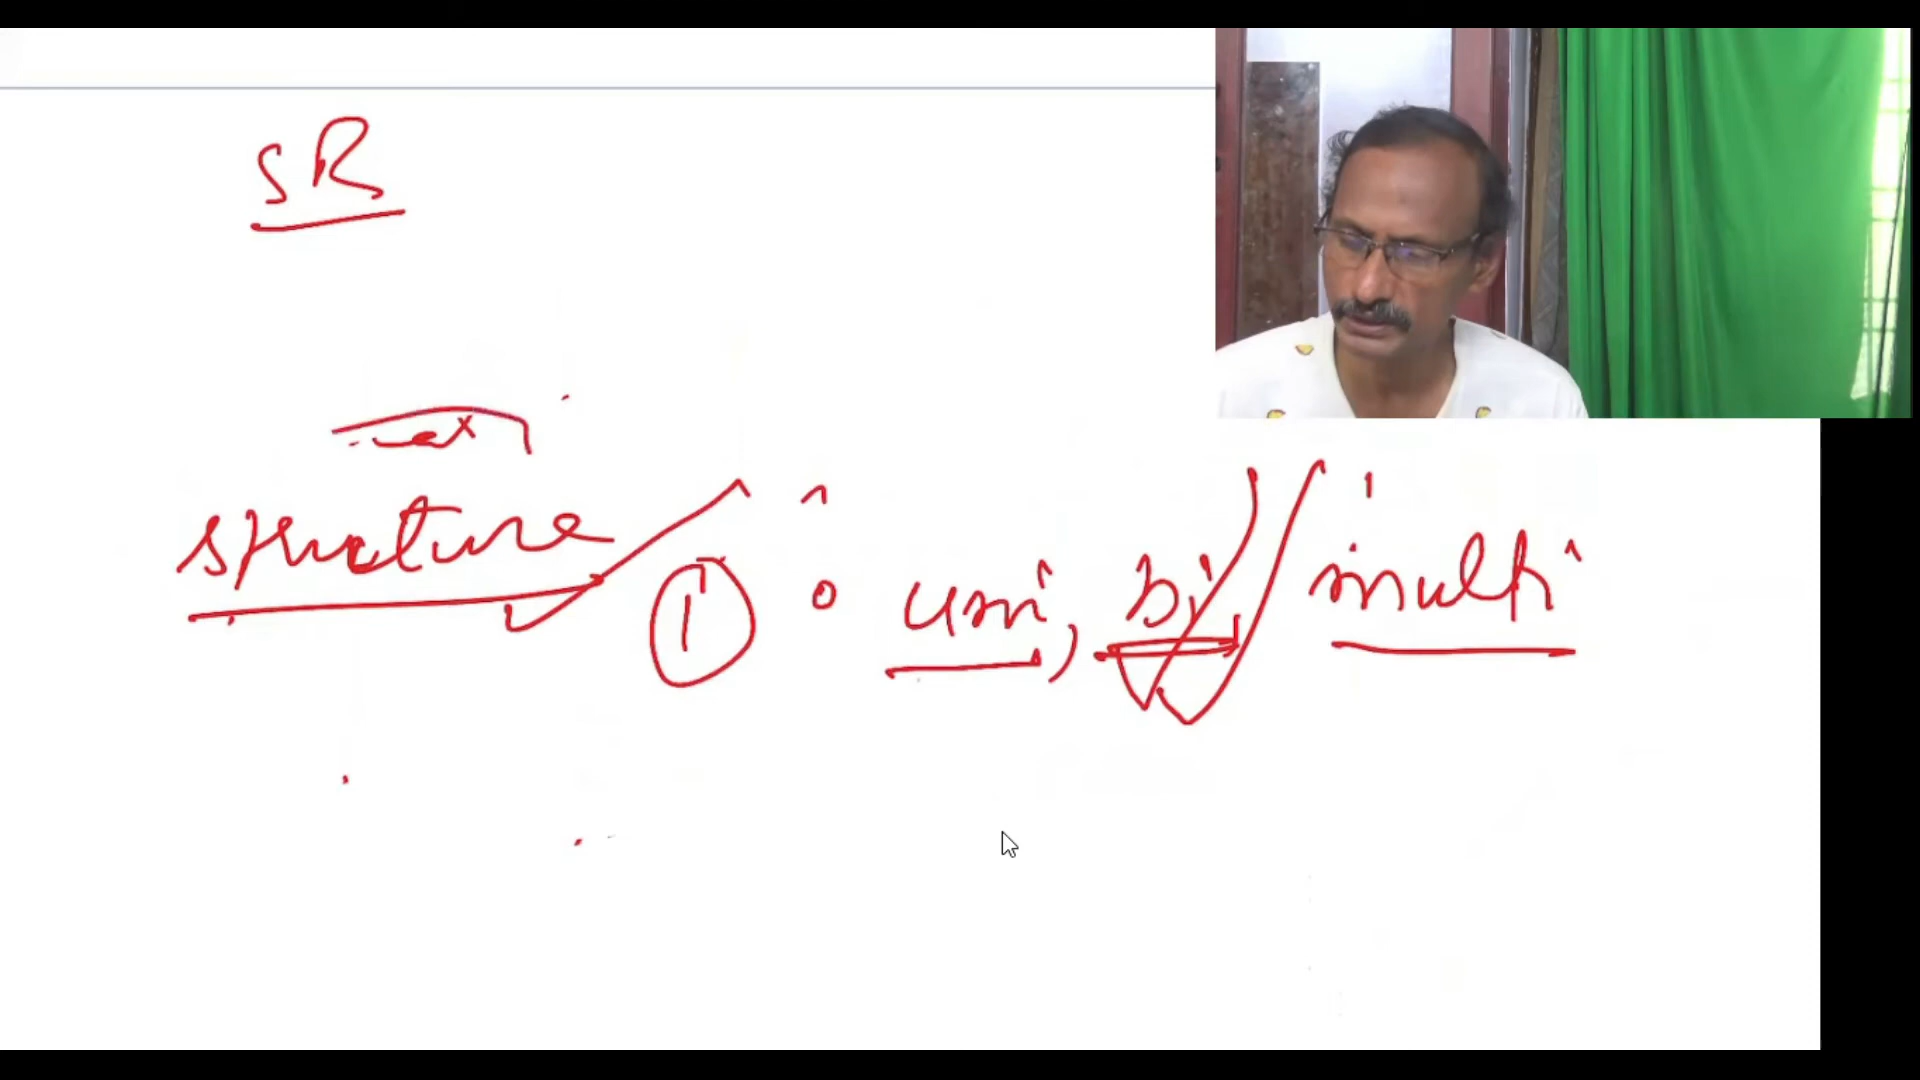 SR
structure
① : uni, bi multi